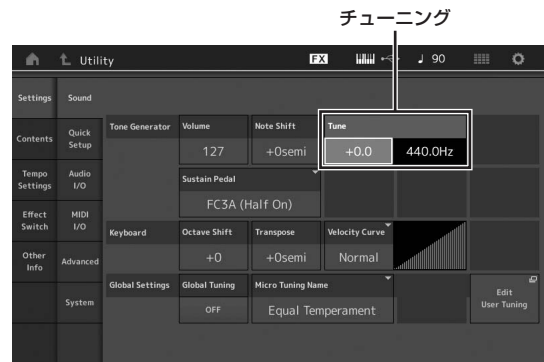 チューニング
Utility
FX
♩ 90
Settings
Sound
Tone Generator
Volume
Note Shift
Tune
127
+0semi
+0.0
440.0Hz
Contents
Quick
Setup
Sustain Pedal
FC3A (Half On)
Tempo
Settings
Audio
I/O
Effect
Switch
MIDI
I/O
Keyboard
Octave Shift
Transpose
Velocity Curve
+0
+0semi
Normal
Other
Info
Advanced
Global Settings
Global Tuning
Micro Tuning Name
OFF
Equal Temperament
Edit
User Tuning
System